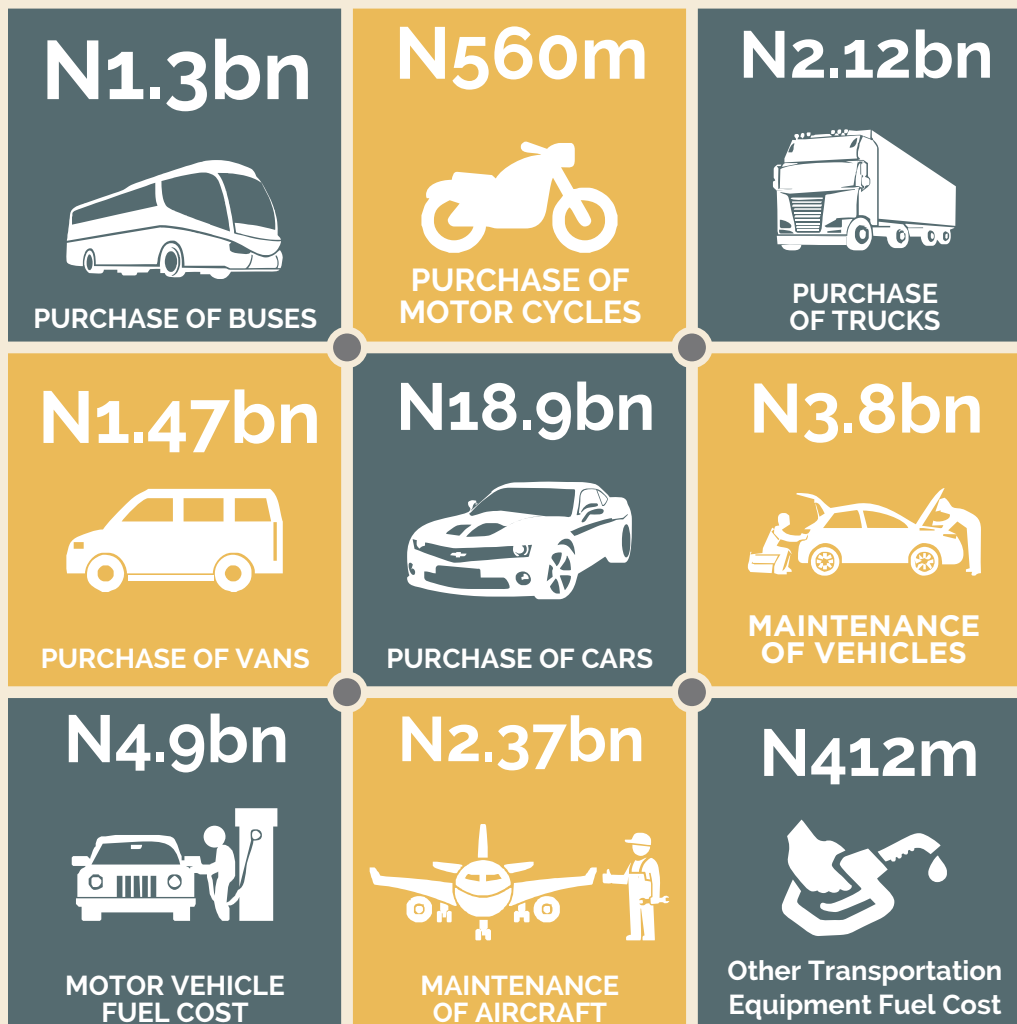 N1.3bn
PURCHASE OF BUSES
N560m
PURCHASE OF
MOTOR CYCLES
N2.12bn
PURCHASE
OF TRUCKS
N1.47bn
PURCHASE OF VANS
N18.9bn
PURCHASE OF CARS
N3.8bn
MAINTENANCE
OF VEHICLES
N4.9bn
MOTOR VEHICLE
FUEL COST
N2.37bn
MAINTENANCE
OF AIRCRAFT
N412m
Other Transportation
Equipment Fuel Cost